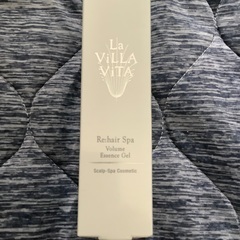 La
ViLLA
ViTA
Re:hair Spa
Volume
Essence Gel
Scalp Spa Cosmetic